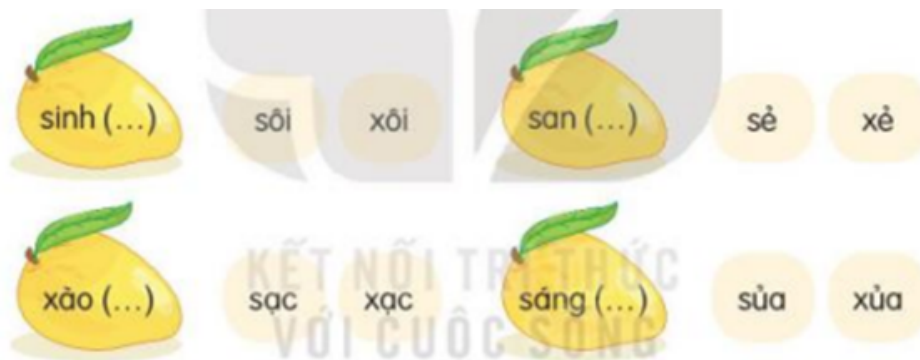 sinh (...) sôi xôi san (...) sẻ xẻ
KẾT NỐI TRI THỨC
xào (...) sạc xạc sáng (...) sủa xủa
VỚI CUỘC SỐNG